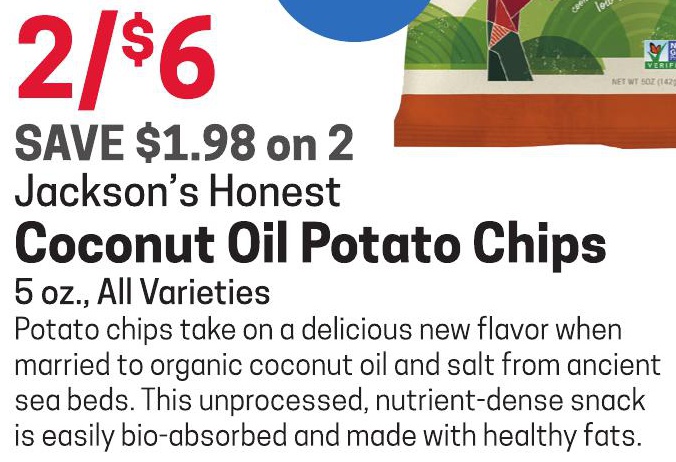 2/$6
SAVE $1.98 on 2
Jackson's Honest
Coconut Oil Potato Chips
5 oz., All Varieties
Potato chips take on a delicious new flavor when
married to organic coconut oil and salt from ancient
sea beds. This unprocessed, nutrient-dense snack
is easily bio-absorbed and made with healthy fats.
NET WT 5OZ (142g
VERIFI